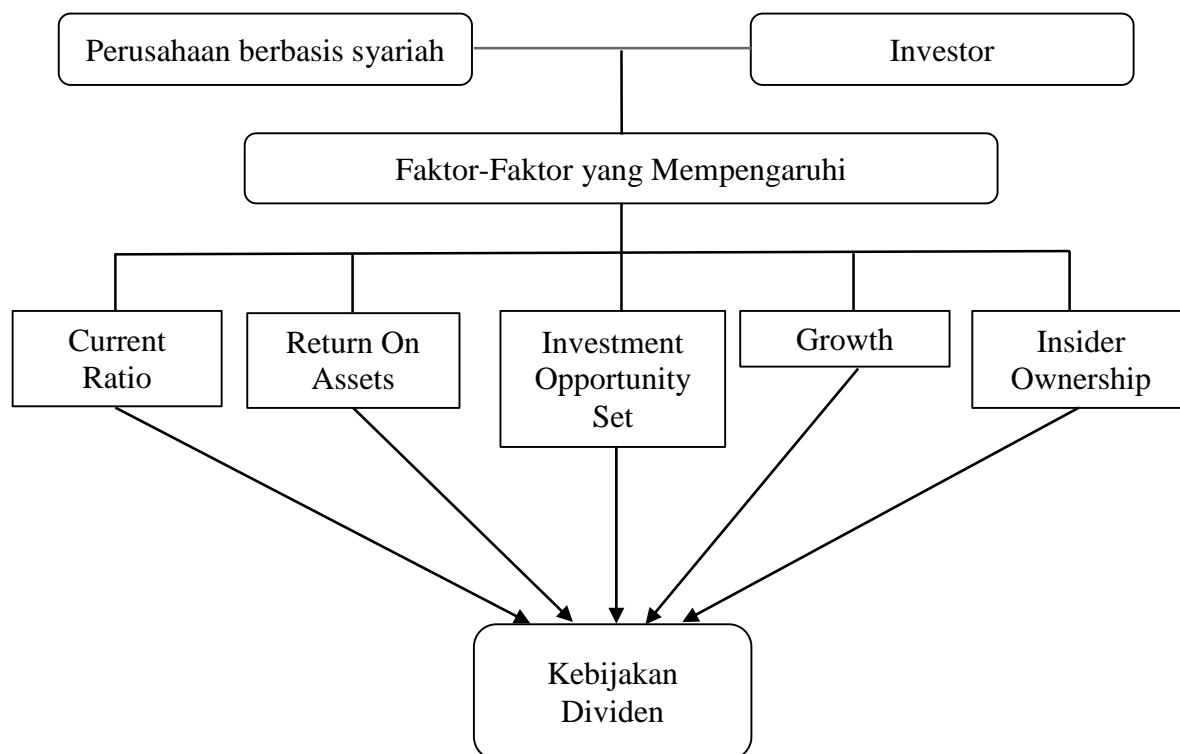 Perusahaan berbasis syariah
Investor
Faktor-Faktor yang Mempengaruhi
Current
Ratio
Return On
Assets
Investment
Opportunity
Set
Growth
Insider
Ownership
Kebijakan
Dividen